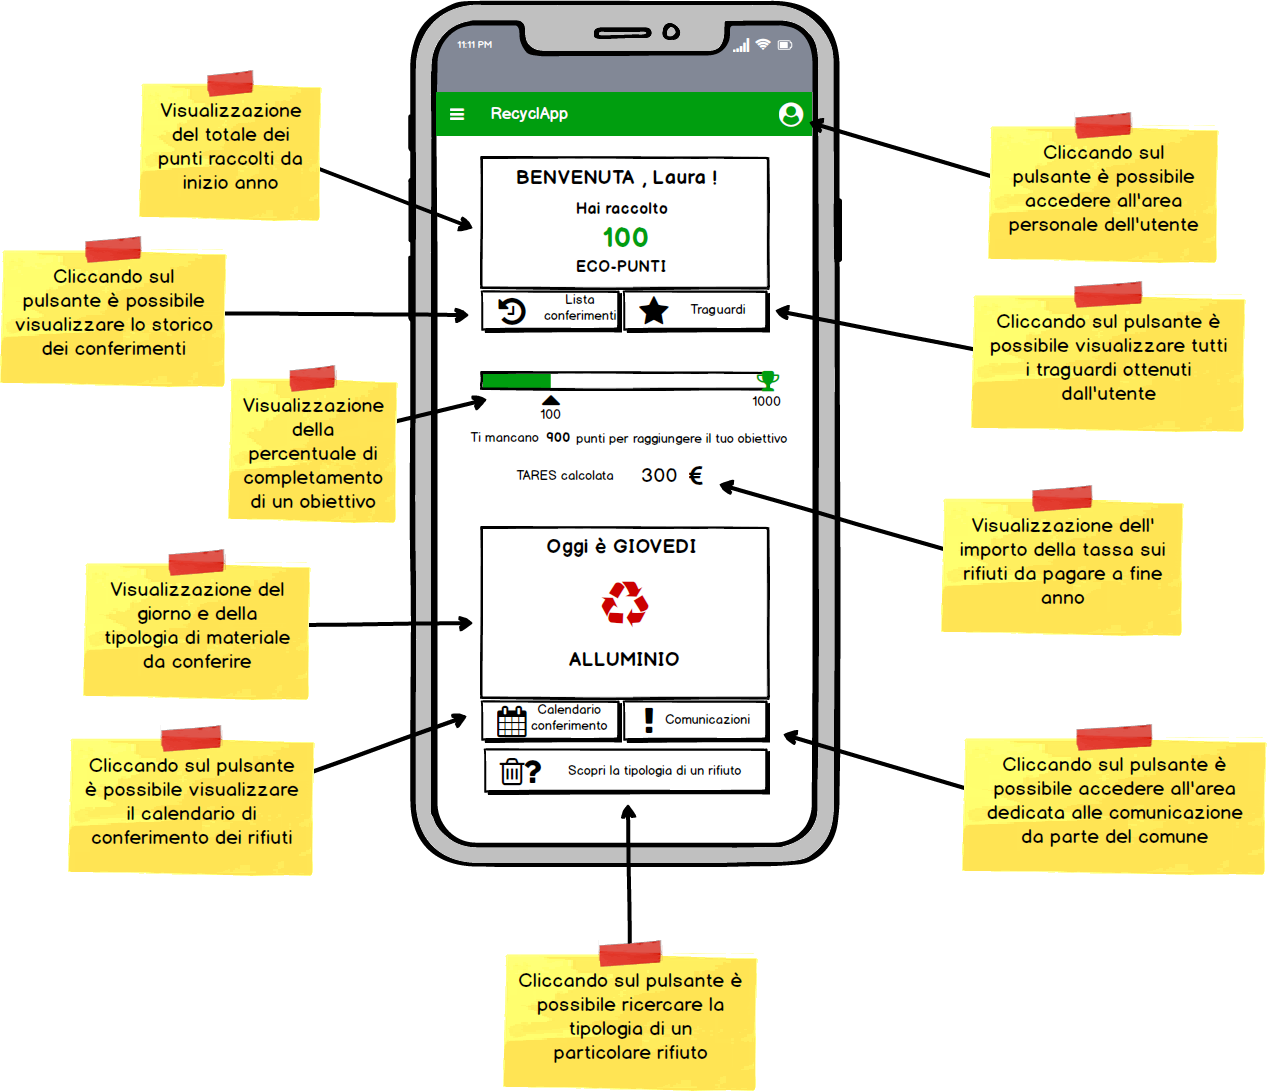 11:11 PM
RecyclApp
BENVENUTA , Laura !
Hai raccolto
100
ECO-PUNTI
Lista
conferimenti
Traguardi
100
1000
Ti mancano 900 punti per raggiungere il tuo obiettivo
TARES calcolata 300 €
Oggi è GIOVEDI
ALLUMINIO
Calendario
conferimento
! Comunicazioni
? Scopri la tipologia di un rifiuto
Visualizzazione
del totale dei
punti raccolti da
inizio anno
Cliccando sul
pulsante è possibile
visualizzare lo storico
dei conferimenti
Visualizzazione
della
percentuale di
completamento
di un obiettivo
Visualizzazione del
giorno e della
tipologia di materiale
da conferire
Cliccando sul pulsante
è possibile visualizzare
il calendario di
conferimento dei rifiuti
Cliccando sul
pulsante è possibile
accedere all'area
personale dell'utente
Cliccando sul pulsante è
possibile visualizzare tutti
i traguardi ottenuti
dall'utente
Visualizzazione dell'
importo della tassa sui
rifiuti da pagare a fine
anno
Cliccando sul pulsante è
possibile accedere all'area
dedicata alle comunicazione
da parte del comune
Cliccando sul pulsante è
possibile ricercare la
tipologia di un
particolare rifiuto